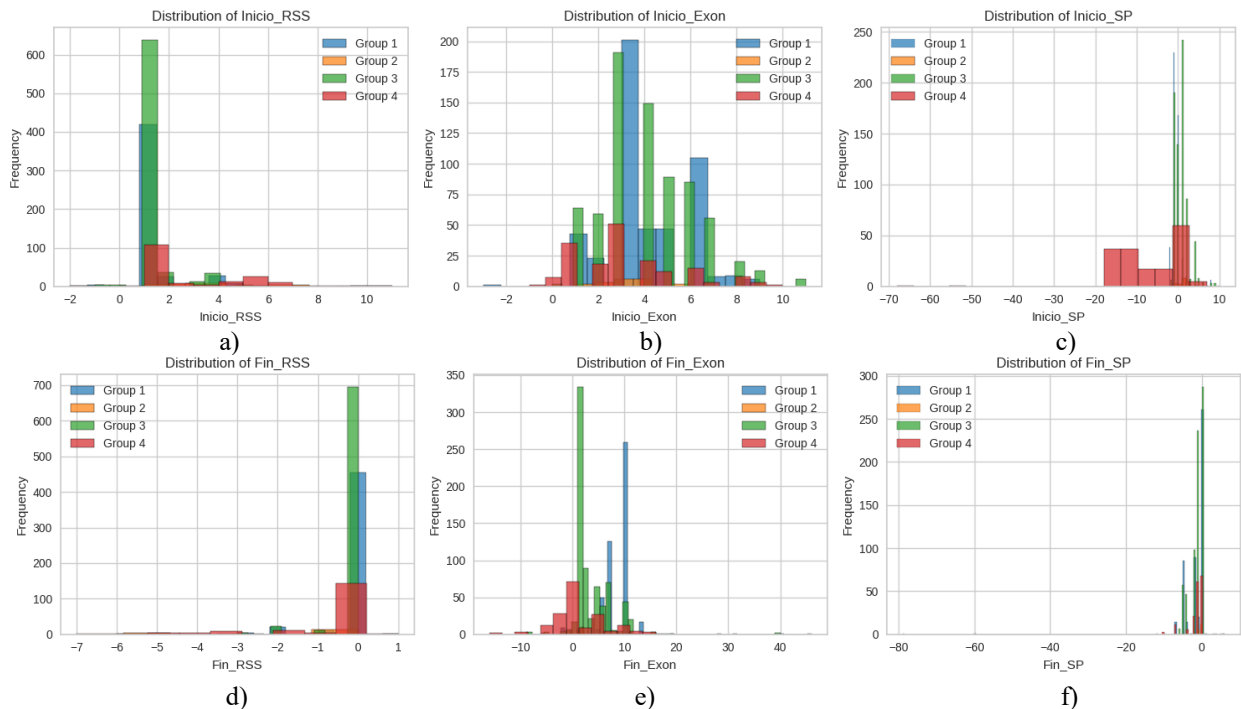 Distribution of Inicio_RSS
600
500
400
300
200
100
0
Frequency
Group 1
Group 2
Group 3
Group 4
−2
0
2
4
6
8
10
Inicio_RSS
a)
Distribution of Inicio_Exon
200
175
150
125
100
75
50
25
0
Frequency
Group 1
Group 2
Group 3
Group 4
−2
0
2
4
6
8
10
Inicio_Exon
b)
Distribution of Inicio_SP
250
200
150
100
50
0
Frequency
Group 1
Group 2
Group 3
Group 4
−70
−60
−50
−40
−30
−20
−10
0
10
Inicio_SP
c)
Distribution of Fin_RSS
700
600
500
400
300
200
100
0
Frequency
Group 1
Group 2
Group 3
Group 4
−7
−6
−5
−4
−3
−2
−1
0
1
Fin_RSS
d)
Distribution of Fin_Exon
350
300
250
200
150
100
50
0
Frequency
Group 1
Group 2
Group 3
Group 4
−10
0
10
20
30
40
Fin_Exon
e)
Distribution of Fin_SP
300
250
200
150
100
50
0
Frequency
Group 1
Group 2
Group 3
Group 4
−80
−60
−40
−20
0
Fin_SP
f)